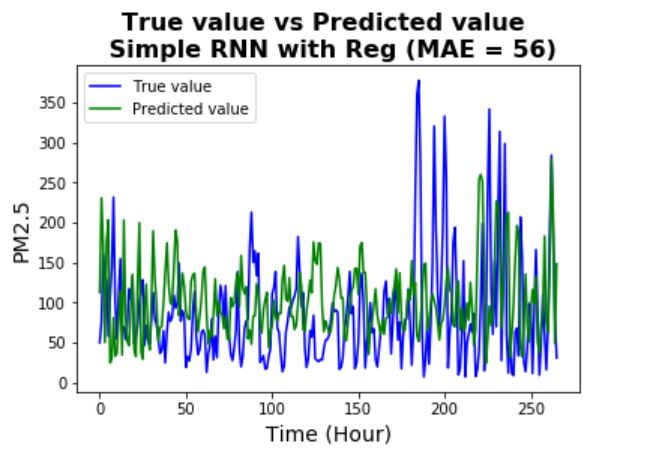 True value vs Predicted value
Simple RNN with Reg (MAE = 56)
True value
Predicted value
PM2.5
350
300
250
200
150
100
50
0
0 50 100 150 200 250
Time (Hour)